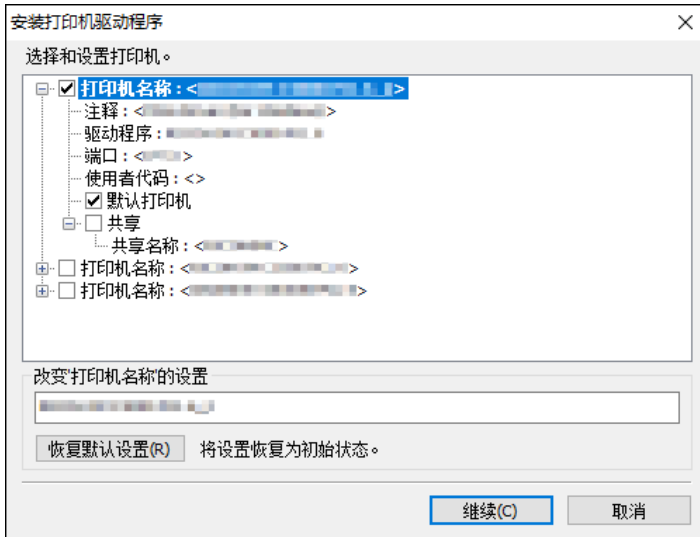 安装打印机驱动程序
选择和设置打印机。
打印机名称 : < >
注释 : < >
驱动程序 :
端口 : < >
使用者代码 : <>
默认打印机
共享
共享名称 : < >
打印机名称 : < >
打印机名称 : < >
改变'打印机名称'的设置
恢复默认设置(R) 将设置恢复为初始状态。
继续(C) 取消